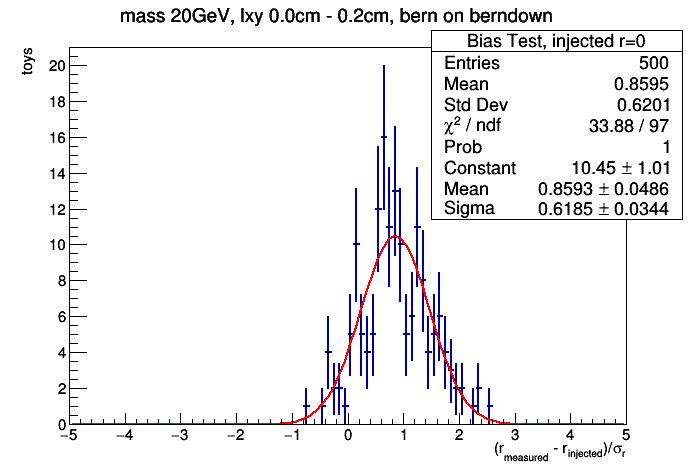 mass 20GeV, lxy 0.0cm - 0.2cm, bern on berndown
toys
Bias Test, injected r=0
Entries 500
Mean 0.8595
Std Dev 0.6201
χ² / ndf 33.88 / 97
Prob 1
Constant 10.45 ± 1.01
Mean 0.8593 ± 0.0486
Sigma 0.6185 ± 0.0344
20
18
16
14
12
10
8
6
4
2
0
−5 −4 −3 −2 −1 0 1 2 3 4 5
(r_measured - r_injected)/σ_r